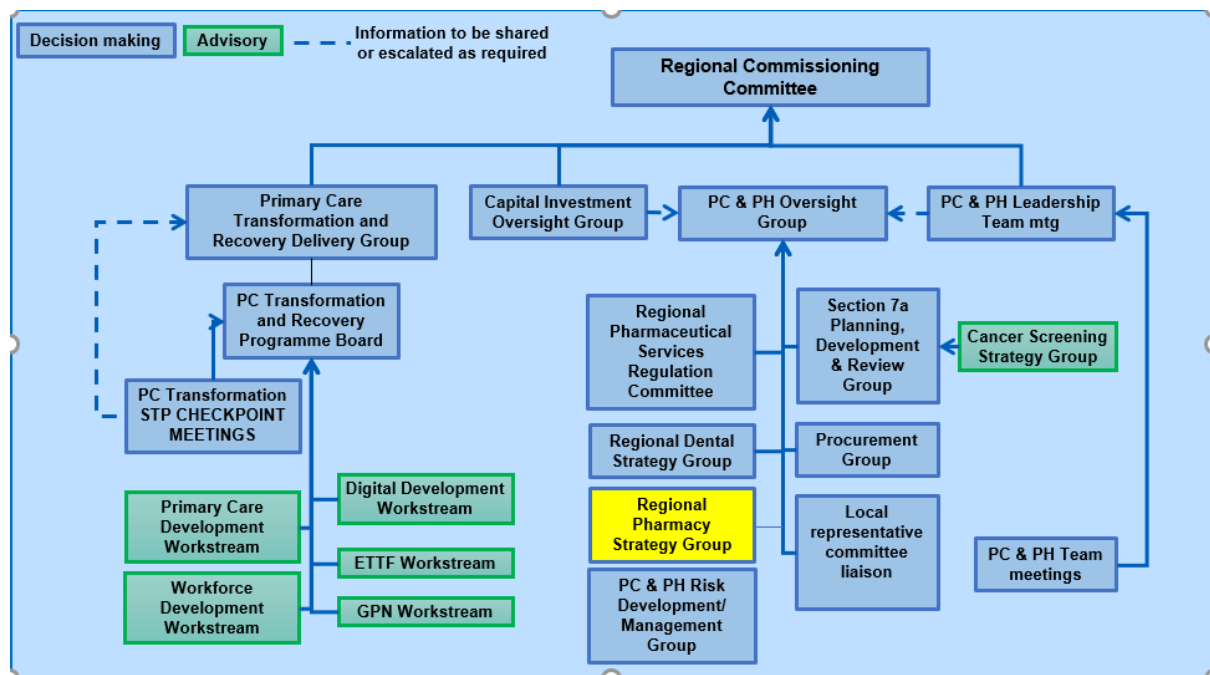 Decision making
Advisory
Information to be shared
or escalated as required
Regional Commissioning
Committee
Primary Care
Transformation and
Recovery Delivery Group
Capital Investment
Oversight Group
PC & PH Oversight
Group
PC & PH Leadership
Team mtg
PC Transformation
and Recovery
Programme Board
PC Transformation
STP CHECKPOINT
MEETINGS
Regional
Pharmaceutical
Services
Regulation
Committee
Section 7a
Planning,
Development
& Review
Group
Cancer Screening
Strategy Group
Regional Dental
Strategy Group
Procurement
Group
Primary Care
Development
Workstream
Digital Development
Workstream
Regional
Pharmacy
Strategy Group
Local
representative
committee
liaison
PC & PH Team
meetings
ETTF Workstream
Workforce
Development
Workstream
GPN Workstream
PC & PH Risk
Development/
Management
Group